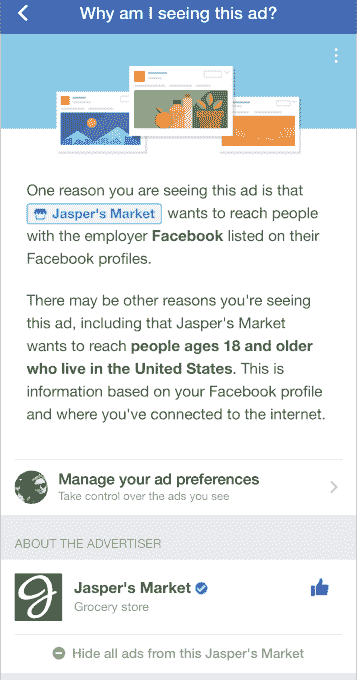 Why am I seeing this ad?
One reason you are seeing this ad is that
Jasper's Market wants to reach people
with the employer Facebook listed on their
Facebook profiles.
There may be other reasons you're seeing
this ad, including that Jasper's Market
wants to reach people ages 18 and older
who live in the United States. This is
information based on your Facebook profile
and where you've connected to the internet.
Manage your ad preferences
Take control over the ads you see
ABOUT THE ADVERTISER
Jasper's Market
Grocery store
Hide all ads from this Jasper's Market